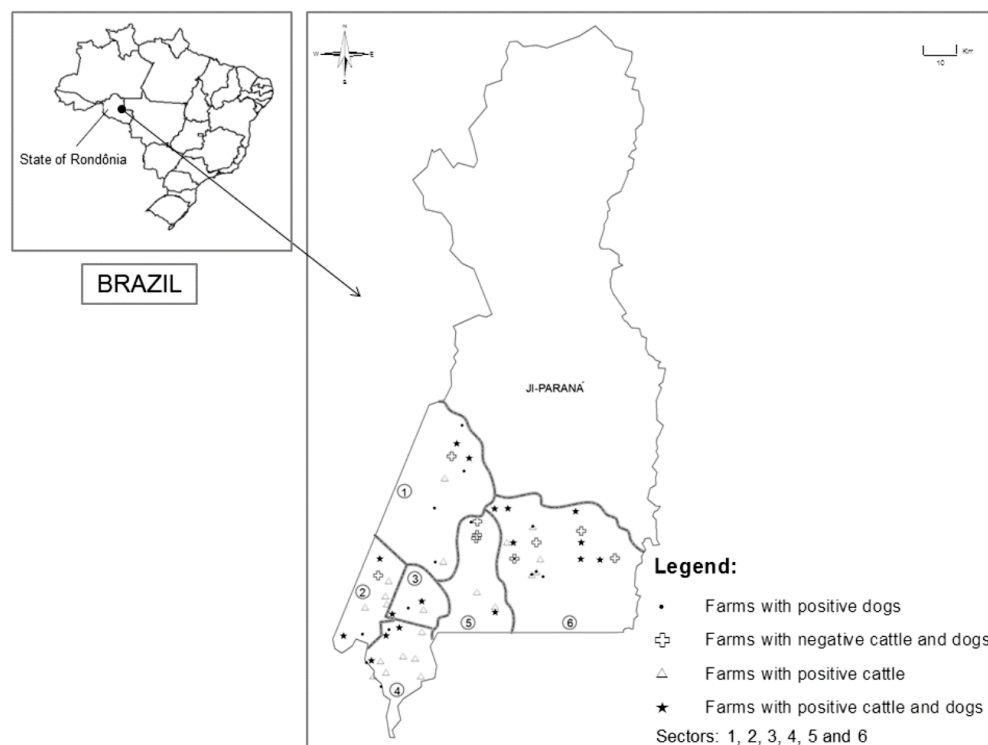 N
W E
S
Km
10
State of Rondônia
BRAZIL
JI-PARANÁ
1
2
3
4
5
6
Legend:
Farms with positive dogs
Farms with negative cattle and dogs
Farms with positive cattle
Farms with positive cattle and dogs
Sectors: 1, 2, 3, 4, 5 and 6